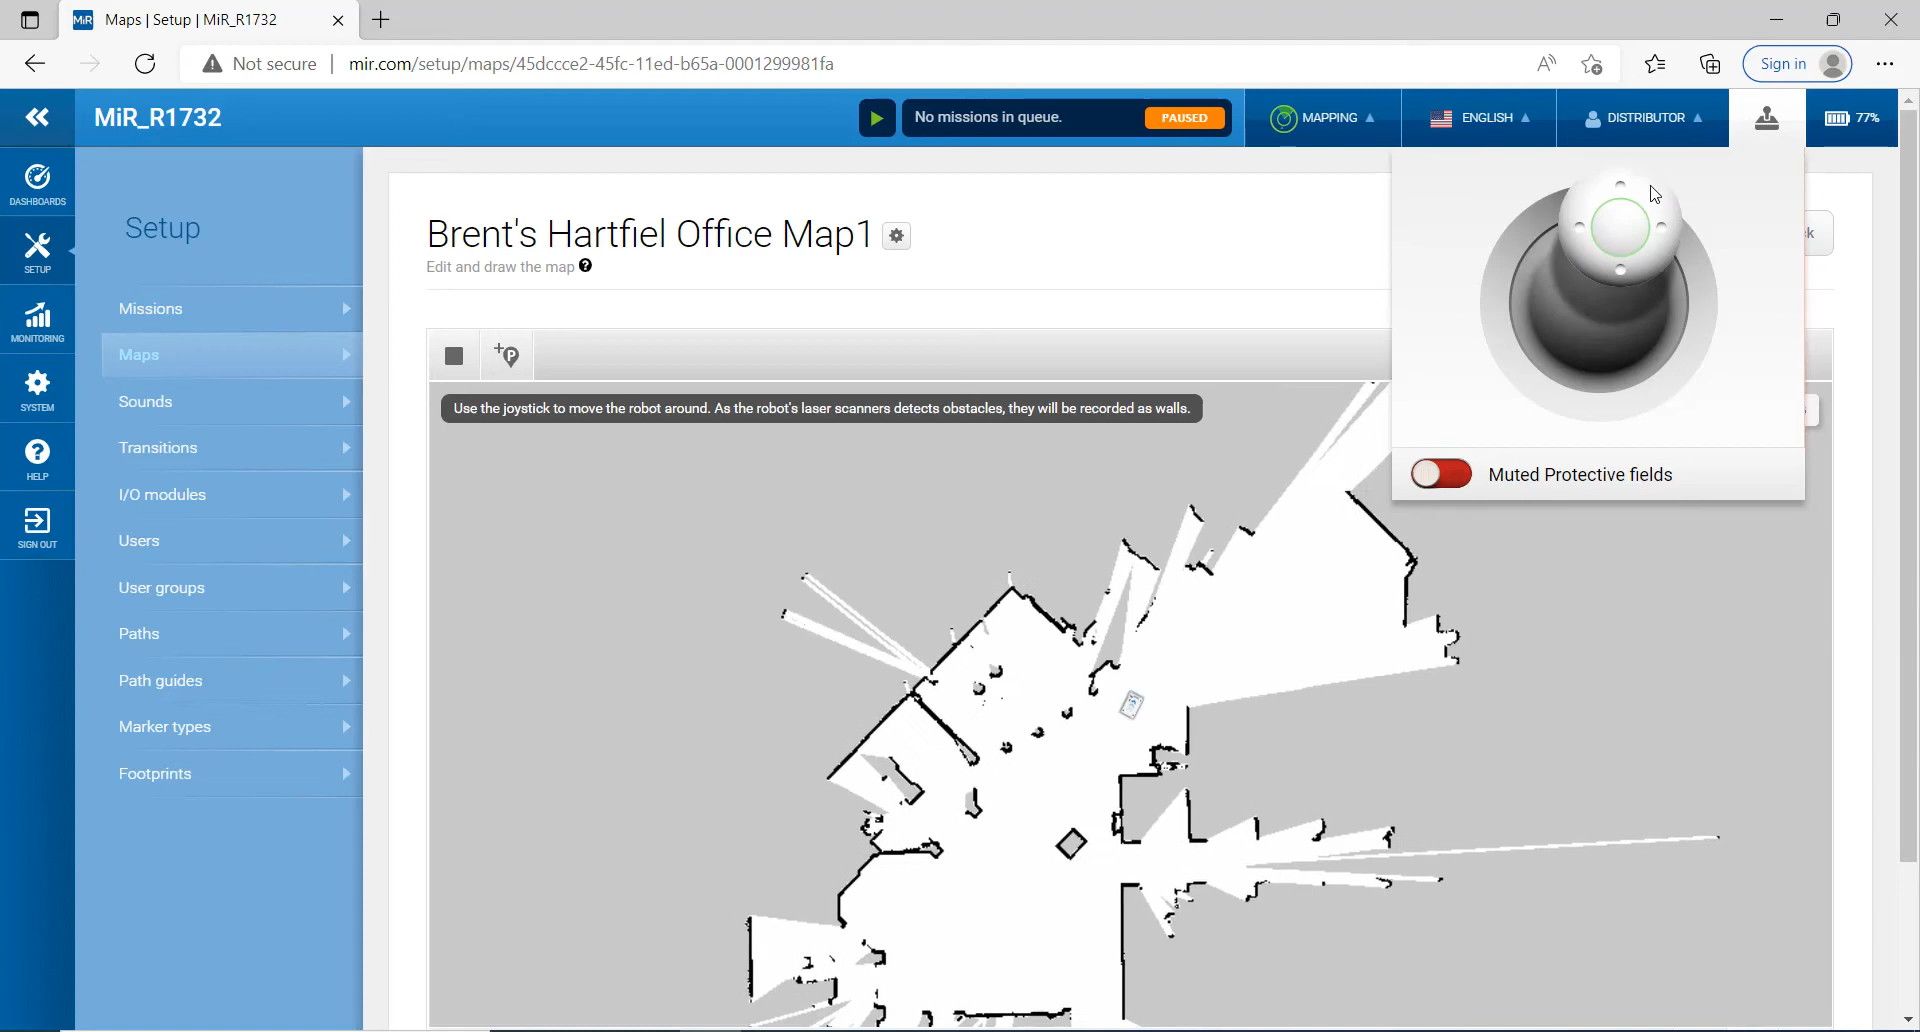 MiR Maps | Setup | MiR_R1732
Not secure | mir.com/setup/maps/45dccce2-45fc-11ed-b65a-0001299981fa
Sign in
MiR_R1732
No missions in queue.
PAUSED
MAPPING
ENGLISH
DISTRIBUTOR
77%
DASHBOARDS
SETUP
MONITORING
SYSTEM
HELP
SIGN OUT
Setup
Missions
Maps
Sounds
Transitions
I/O modules
Users
User groups
Paths
Path guides
Marker types
Footprints
Brent's Hartfiel Office Map1
Edit and draw the map
Use the joystick to move the robot around. As the robot's laser scanners detects obstacles, they will be recorded as walls.
Muted Protective fields